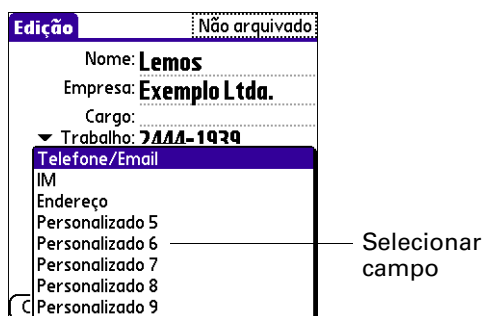 Edição Não arquivado
Nome: Lemos
Empresa: Exemplo Ltda.
Cargo:
Trabalho: 2444-1939
Telefone/Email
IM
Endereço
Personalizado 5
Personalizado 6
Personalizado 7
Personalizado 8
Personalizado 9
Selecionar
campo